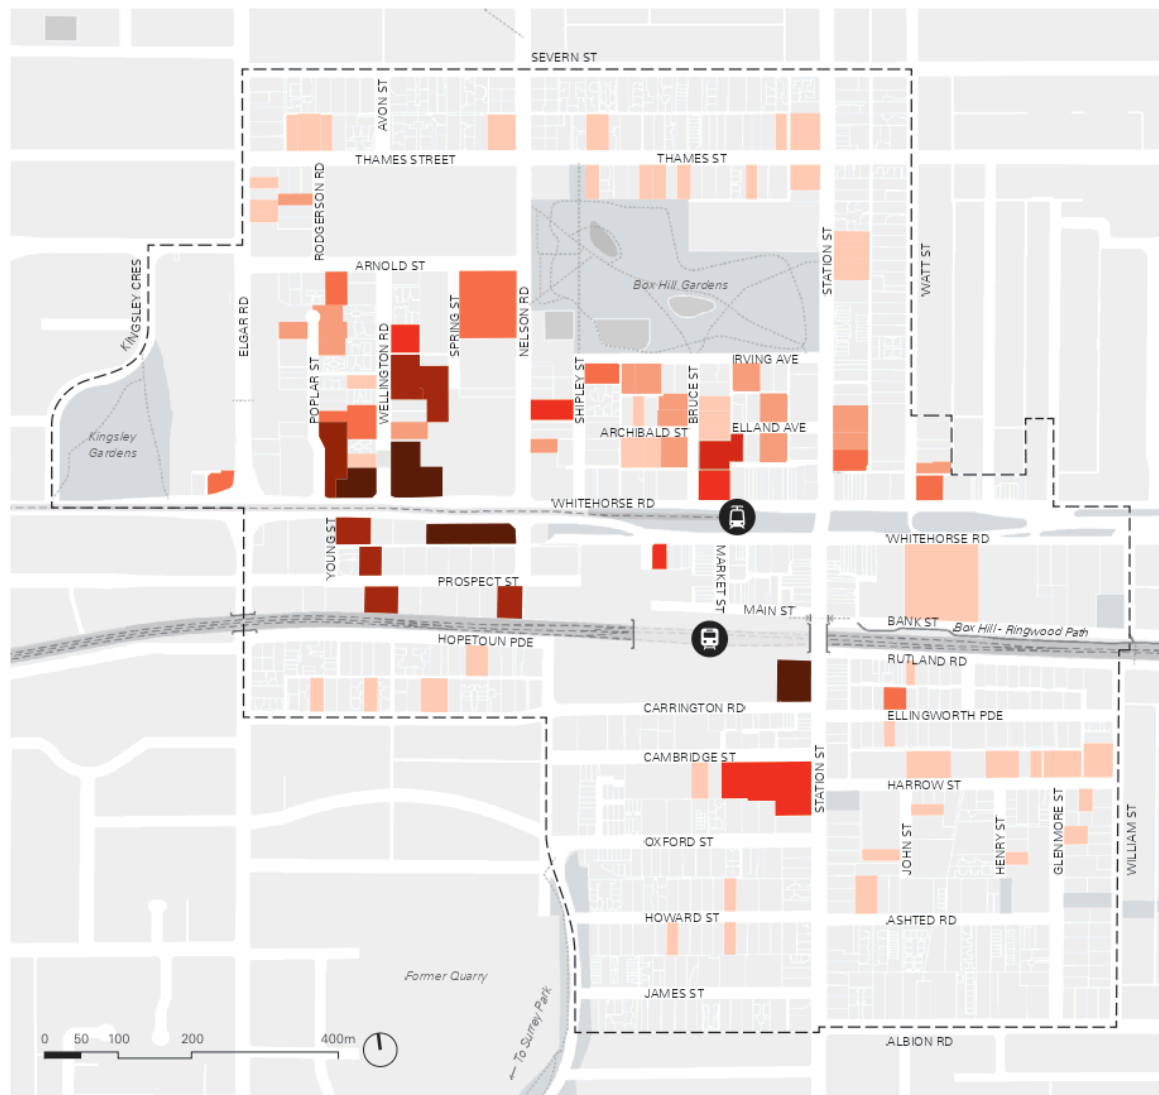 SEVERN ST
AVON ST
THAMES STREET
THAMES ST
RODGERSON RD
STATION ST
WATT ST
KINGSLEY CRES
ARNOLD ST
Box Hill Gardens
ELGAR RD
SPRING ST
NELSON RD
WELLINGTON RD
POPLAR ST
SHIPLEY ST
BRUCE ST
IRVING AVE
ELLAND AVE
ARCHIBALD ST
Kingsley
Gardens
WHITEHORSE RD
WHITEHORSE RD
YOUNG ST
MARKET ST
PROSPECT ST
MAIN ST
BANK ST
Box Hill - Ringwood Path
HOPETOUN PDE
RUTLAND RD
CARRINGTON RD
ELLINGWORTH PDE
CAMBRIDGE ST
STATION ST
HARROW ST
OXFORD ST
JOHN ST
HENRY ST
GLENMORE ST
WILLIAM ST
HOWARD ST
ASHTED RD
Former Quarry
JAMES ST
To Surrey Park
0 50 100 200 400m
ALBION RD